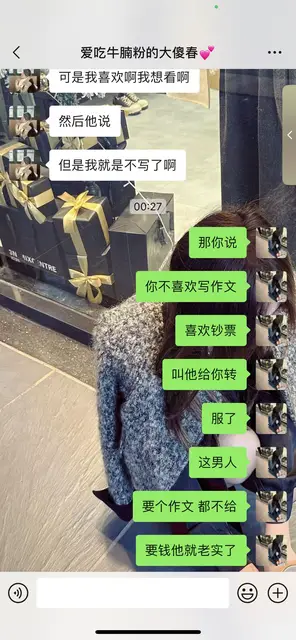 爱吃牛腩粉的大傻春💕
可是我喜欢啊我想看啊
然后他说
但是我就是不写了啊
00:27
那你说
你不喜欢写作文
喜欢钞票
叫他给你转
服了
这男人
要个作文 都不给
要钱他就老实了